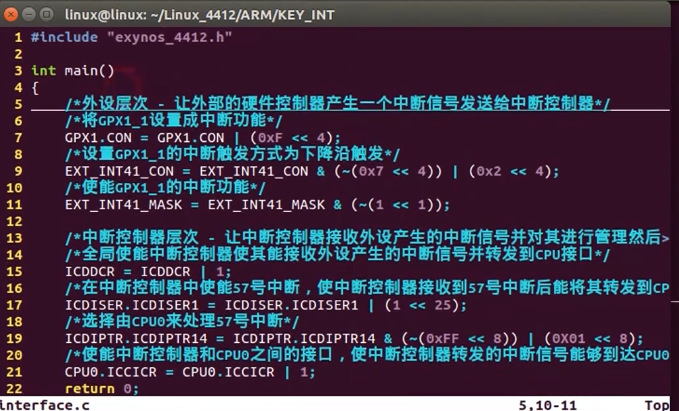 linux@linux: ~/Linux_4412/ARM/KEY_INT
1 #include "exynos_4412.h"
2
3 int main()
4 {
5 /*外设层次 - 让外部的硬件控制器产生一个中断信号发送给中断控制器*/
6 /*将GPX1_1设置成中断功能*/
7 GPX1.CON = GPX1.CON | (0xF << 4);
8 /*设置GPX1_1的中断触发方式为下降沿触发*/
9 EXT_INT41_CON = EXT_INT41_CON & (~(0x7 << 4)) | (0x2 << 4);
10 /*使能GPX1_1的中断功能*/
11 EXT_INT41_MASK = EXT_INT41_MASK & (~(1 << 1));
12
13 /*中断控制器层次 - 让中断控制器接收外设产生的中断信号并对其进行管理然后>
14 /*全局使能中断控制器使其能接收外设产生的中断信号并转发到CPU接口*/
15 ICDDCR = ICDDCR | 1;
16 /*在中断控制器中使能57号中断，使中断控制器接收到57号中断后能将其转发到CP
17 ICDISER.ICDISER1 = ICDISER.ICDISER1 | (1 << 25);
18 /*选择由CPU0来处理57号中断*/
19 ICDIPTR.ICDIPTR14 = ICDIPTR.ICDIPTR14 & (~(0xFF << 8)) | (0X01 << 8);
20 /*使能中断控制器和CPU0之间的接口，使中断控制器转发的中断信号能够到达CPU0
21 CPU0.ICCICR = CPU0.ICCICR | 1;
22 return 0;
interface.c 5,10-11 Top